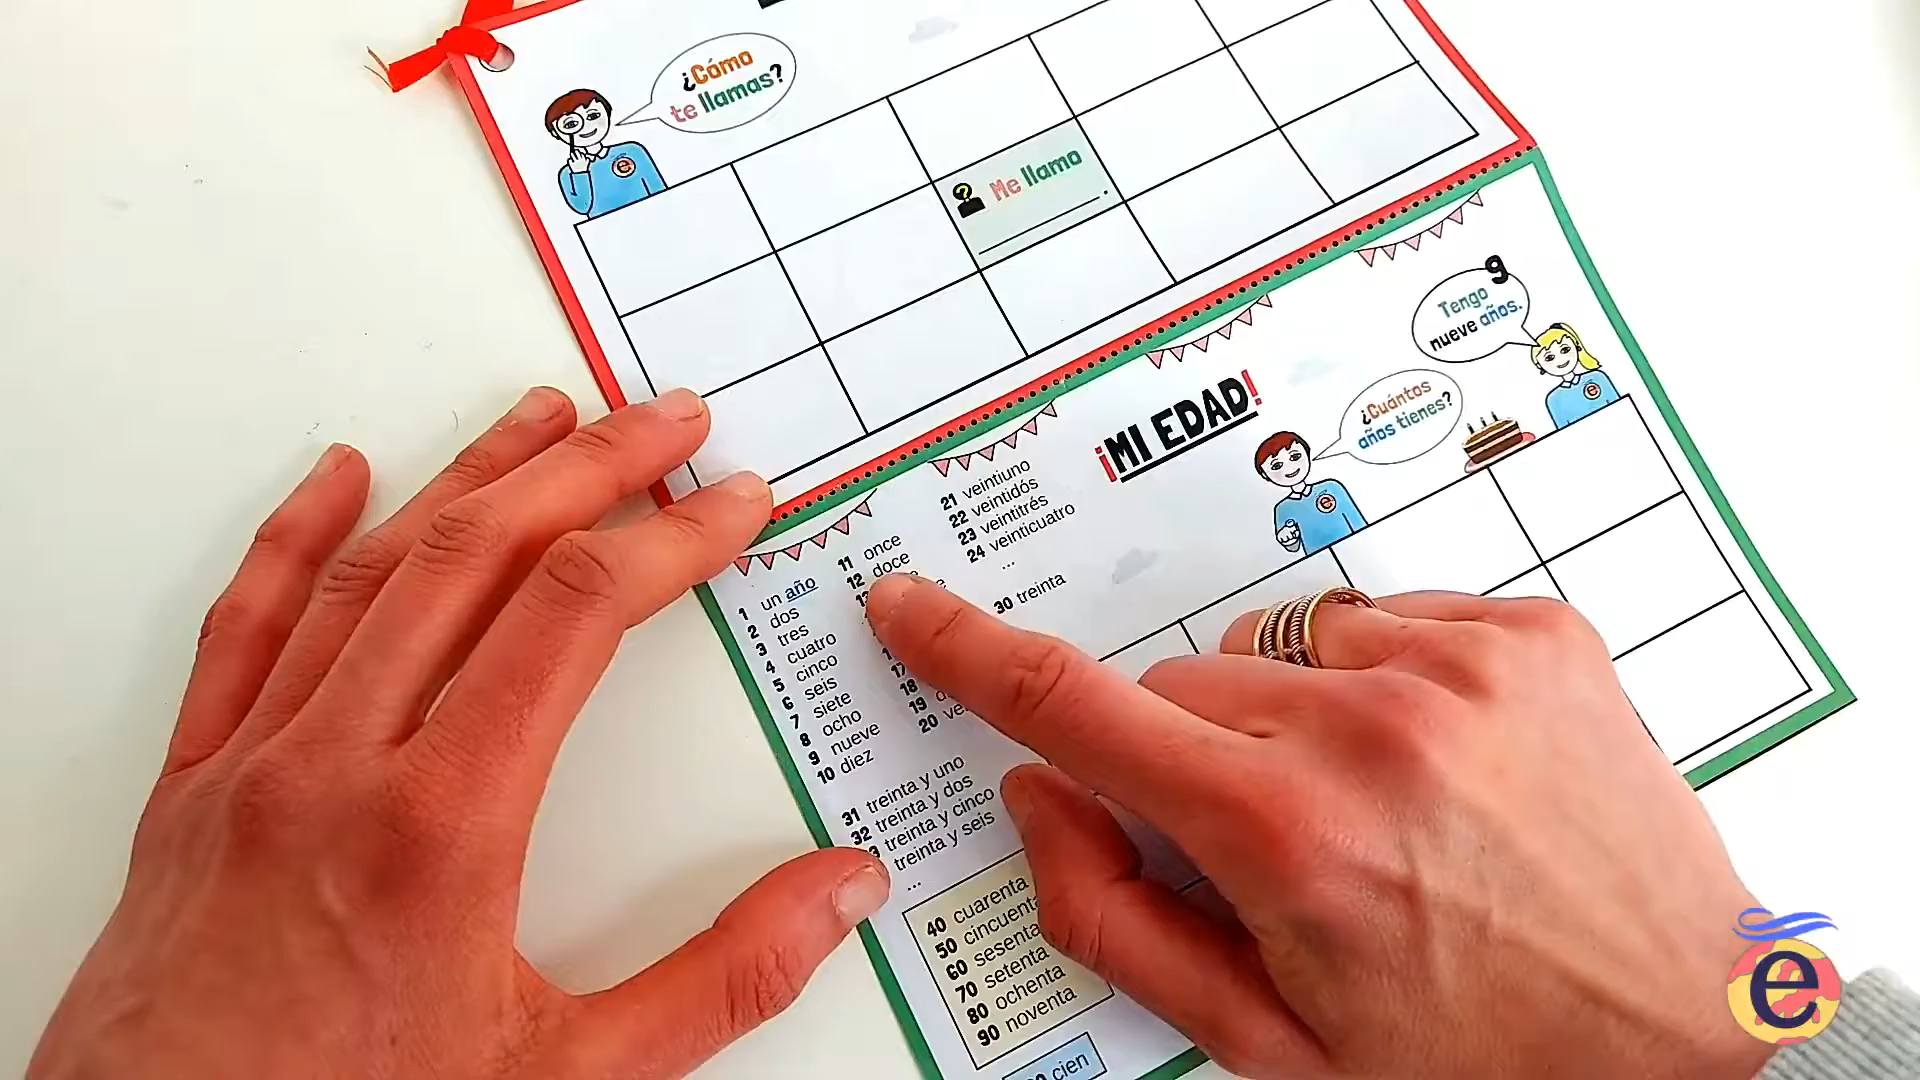 ¿Cómo
te llamas?
Me llamo
.
Tengo 9
nueve años.
¿Cuántos
años tienes?
¡MI EDAD!
1 un año
2 dos
3 tres
4 cuatro
5 cinco
6 seis
7 siete
8 ocho
9 nueve
10 diez
11 once
12 doce
17
18
19
20
21 veintiuno
22 veintidós
23 veintitrés
24 veinticuatro
...
30 treinta
31 treinta y uno
32 treinta y dos
treinta y cinco
treinta y seis
...
40 cuarenta
50 cincuenta
60 sesenta
70 setenta
80 ochenta
90 noventa
cien
ẽ